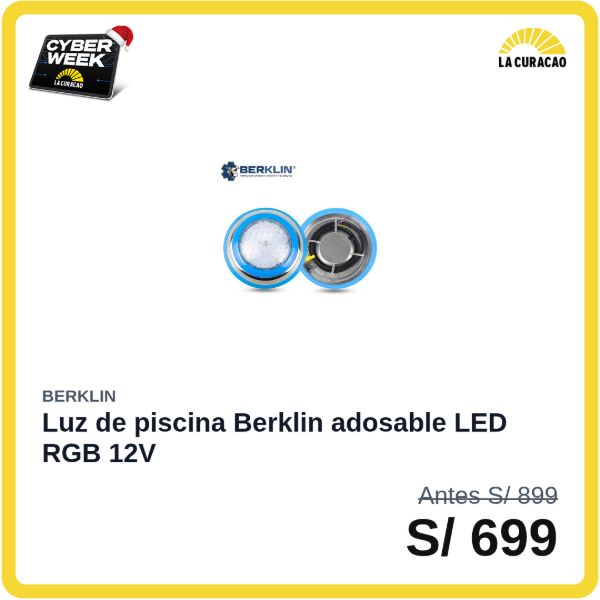 CYBER
WEEK
LA CURACAO
LA CURACAO
BERKLIN®
BERKLIN
Luz de piscina Berklin adosable LED
RGB 12V
Antes S/ 899
S/ 699